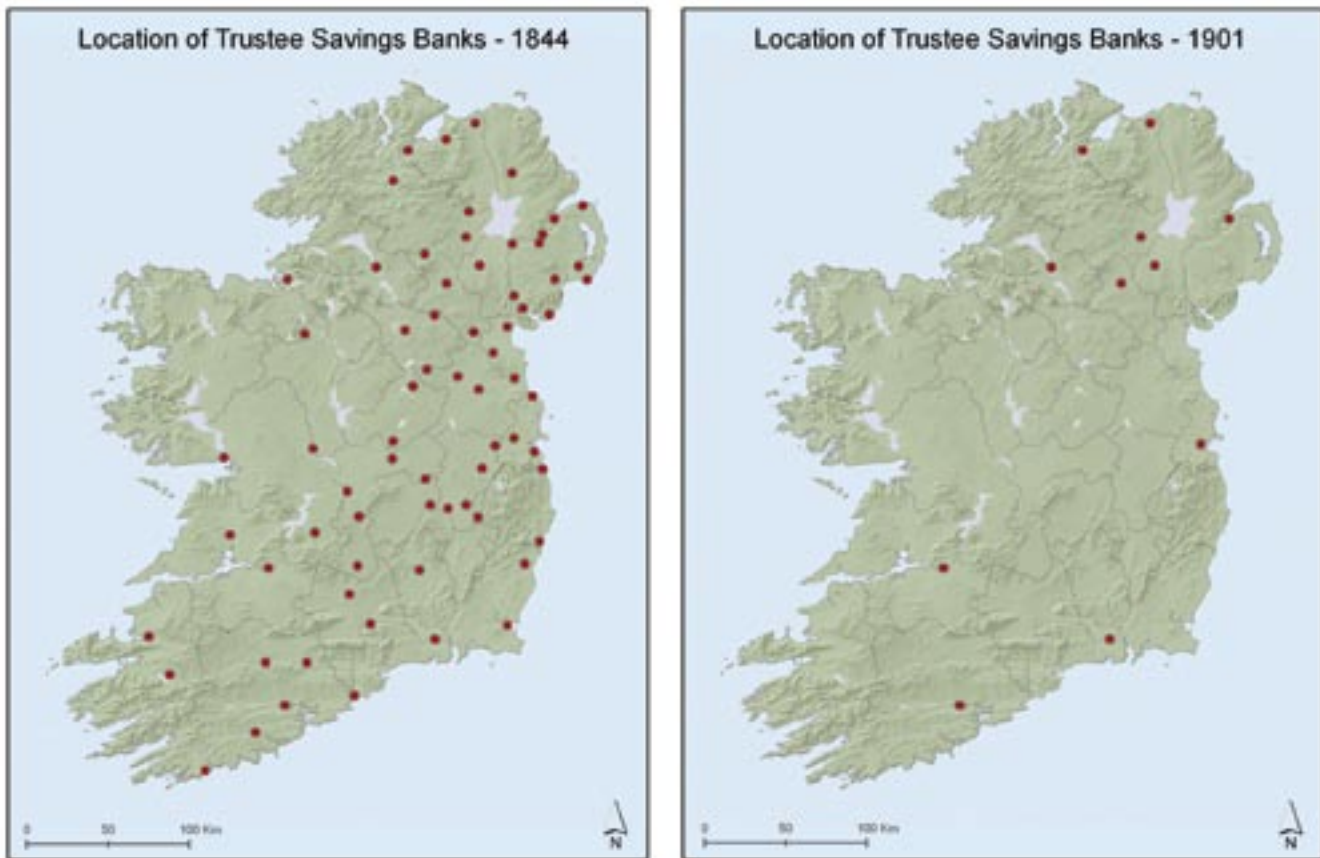 Location of Trustee Savings Banks - 1844
0 50 100 Km
N
Location of Trustee Savings Banks - 1901
0 50 100 Km
N